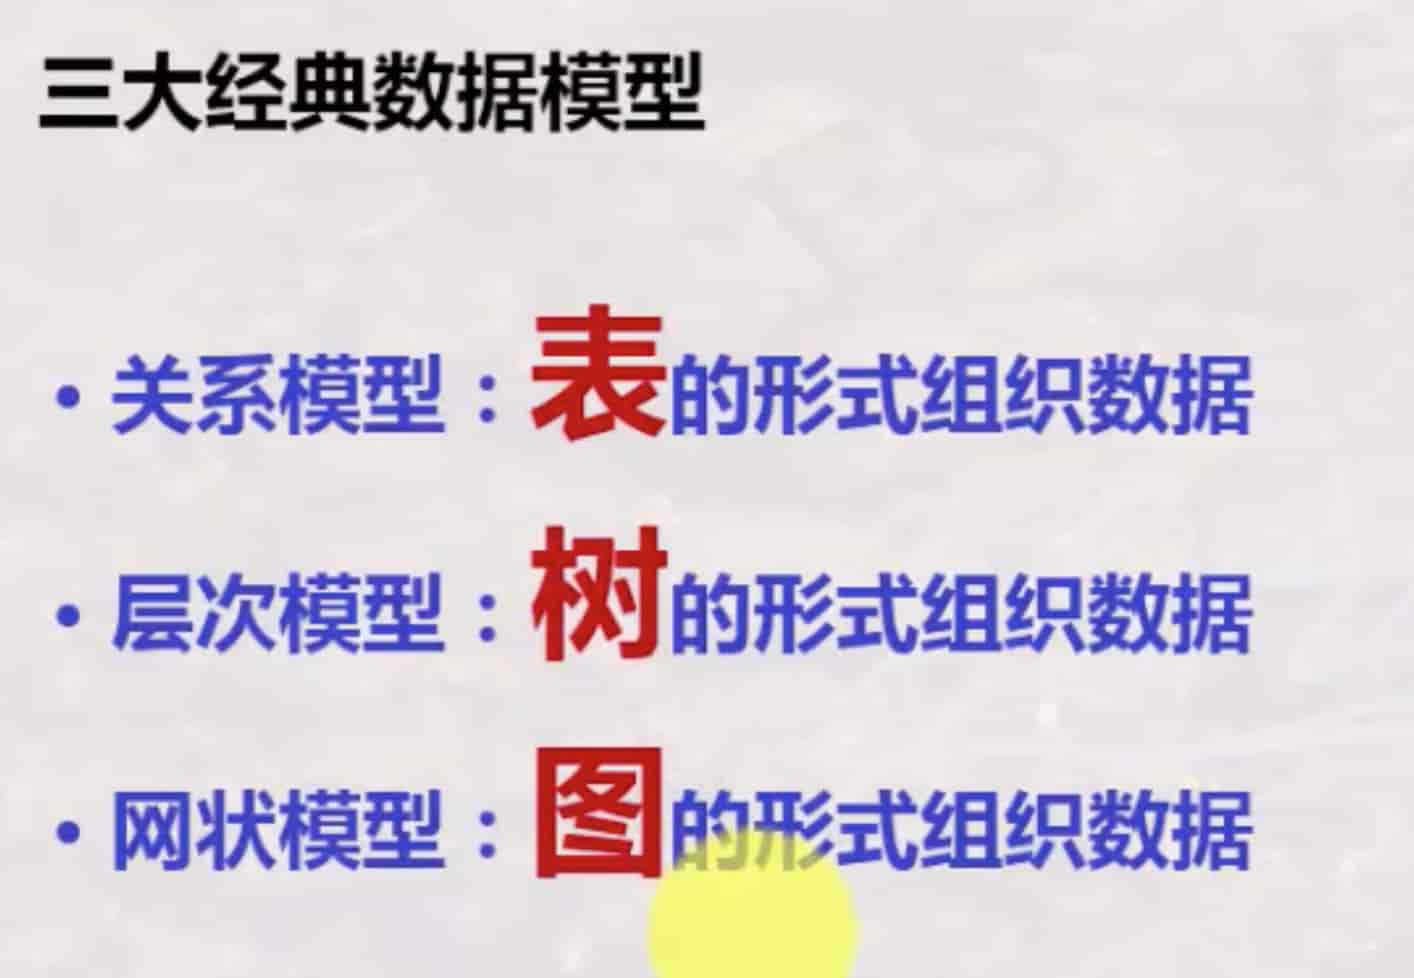 三大经典数据模型
• 关系模型：表的形式组织数据
• 层次模型：树的形式组织数据
• 网状模型：图的形式组织数据